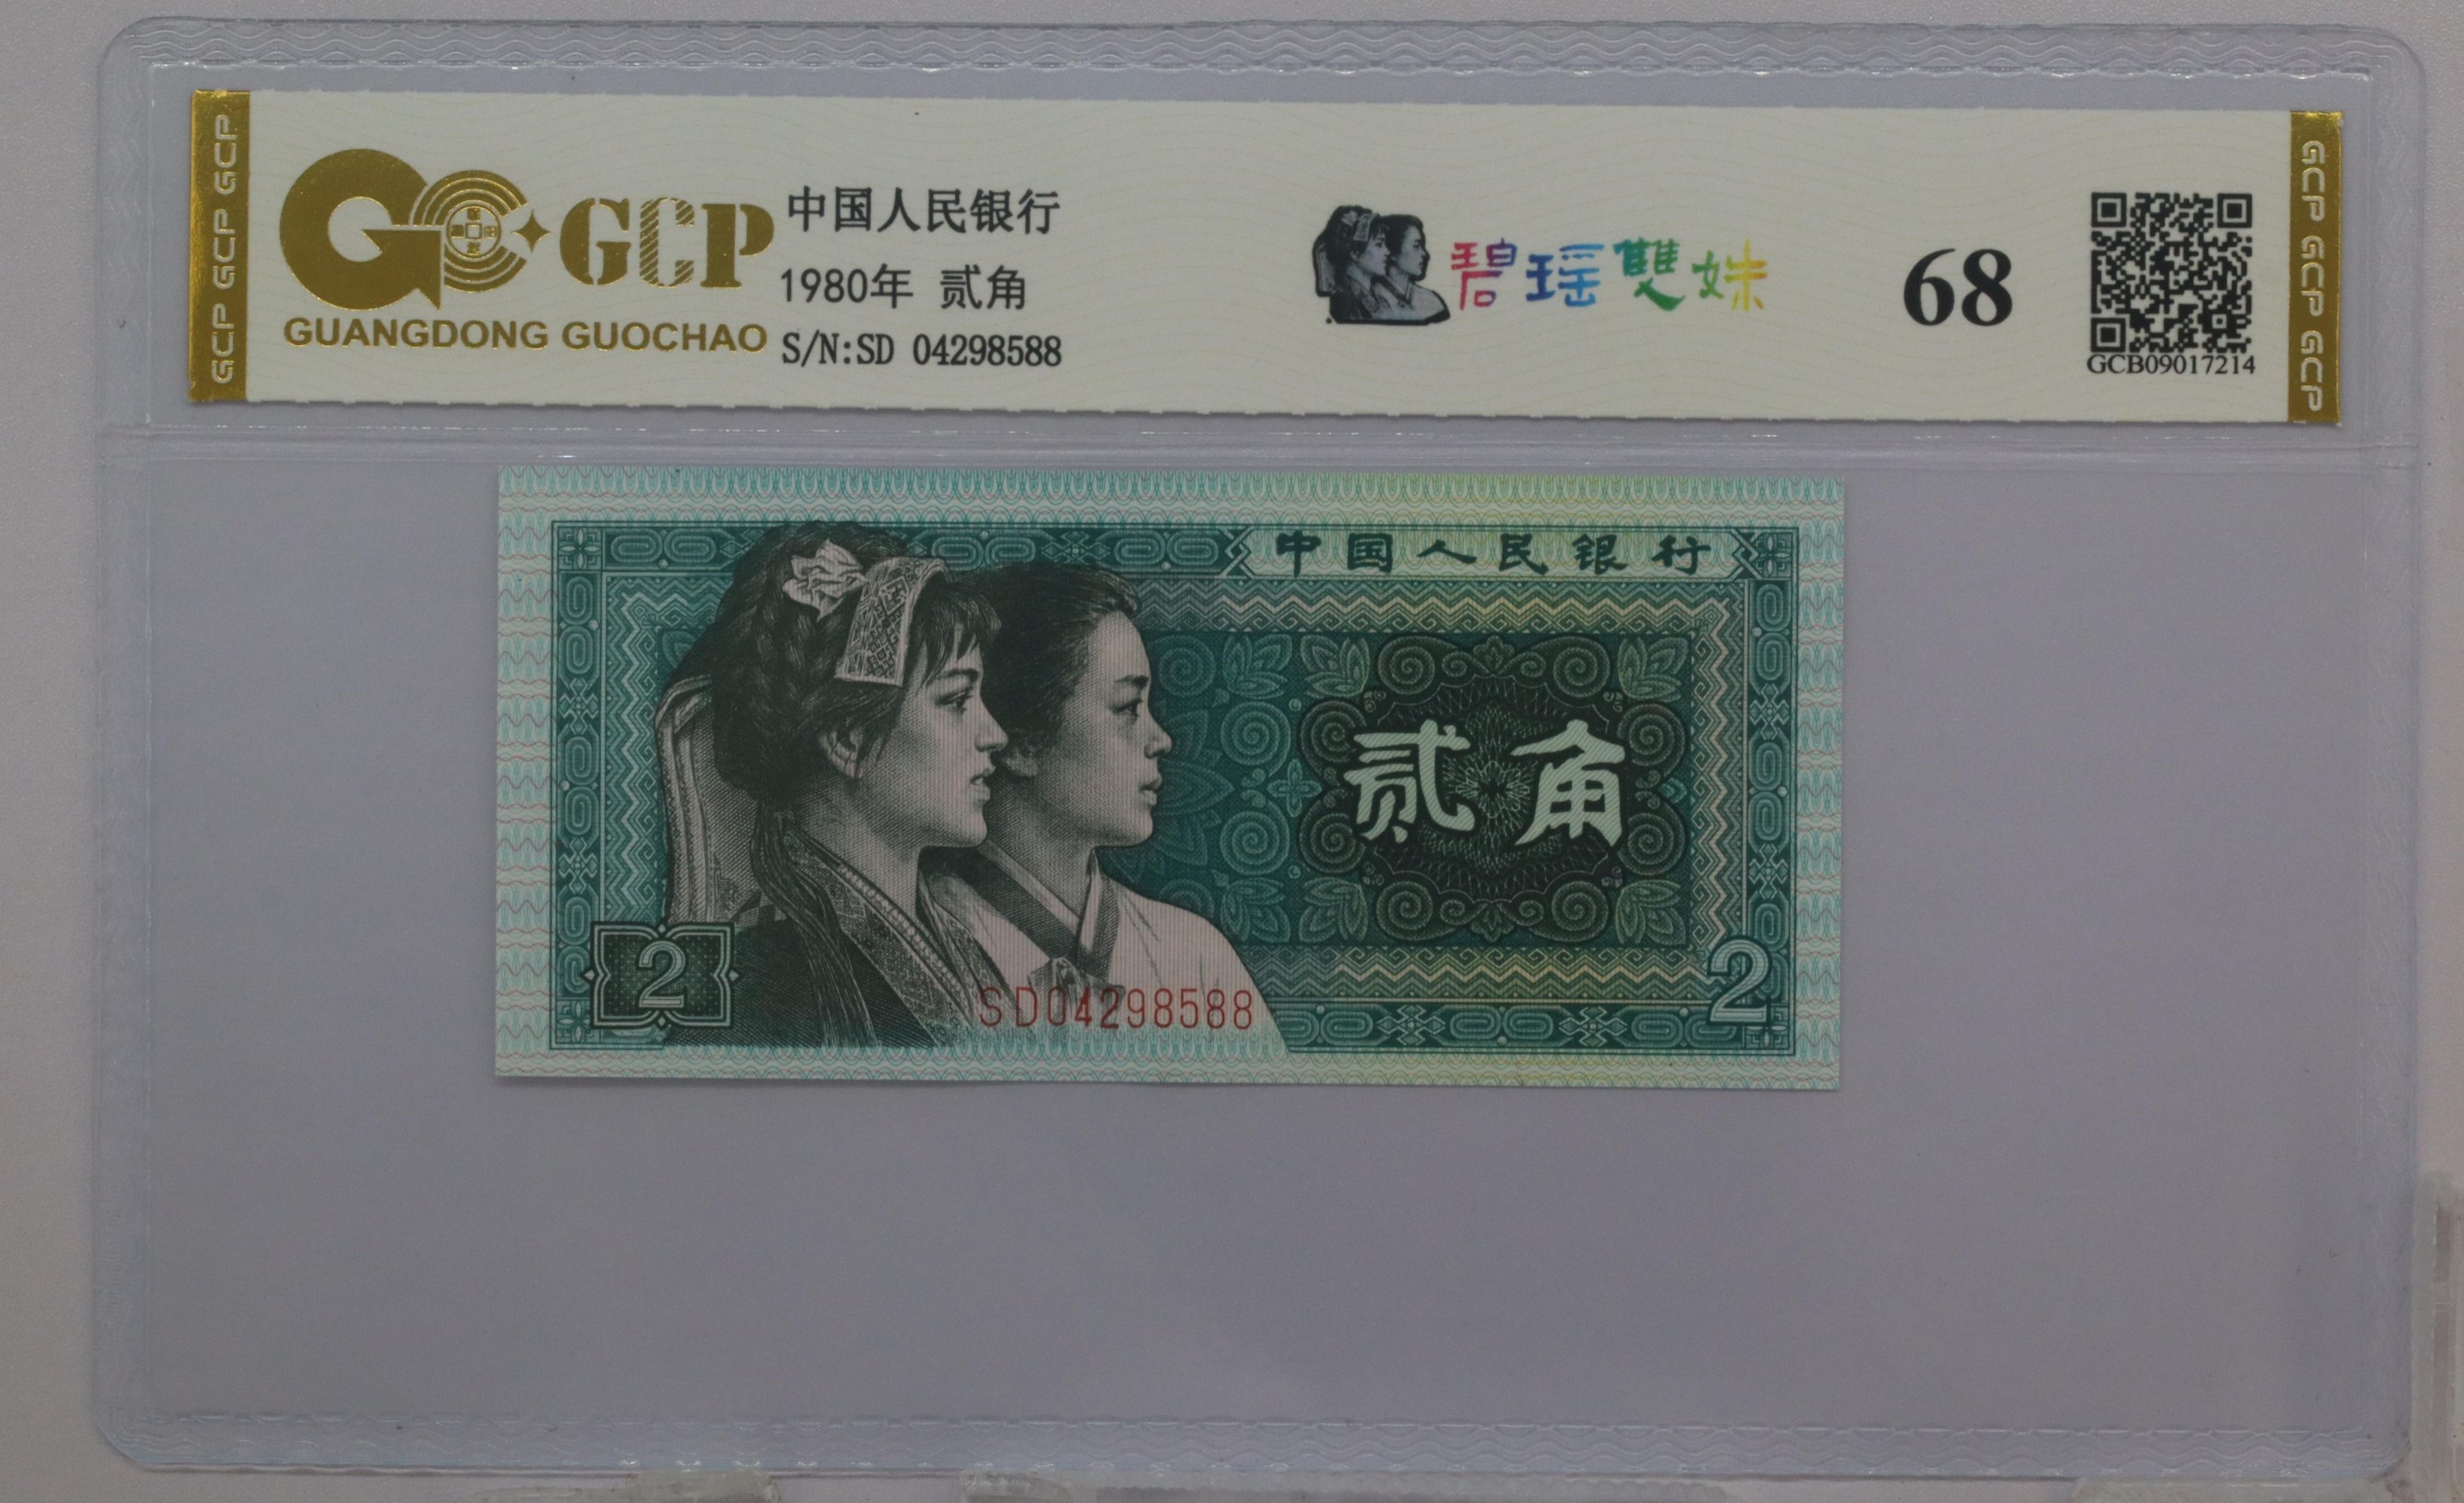 GCP GCP GCP
GCP
GUANGDONG GUOCHAO
中国人民银行
1980年 贰角
S/N:SD 04298588
碧瑶雙姝
68
GCB09017214
GCP GCP GCP
中国人民银行
贰角
2
SD04298588
2